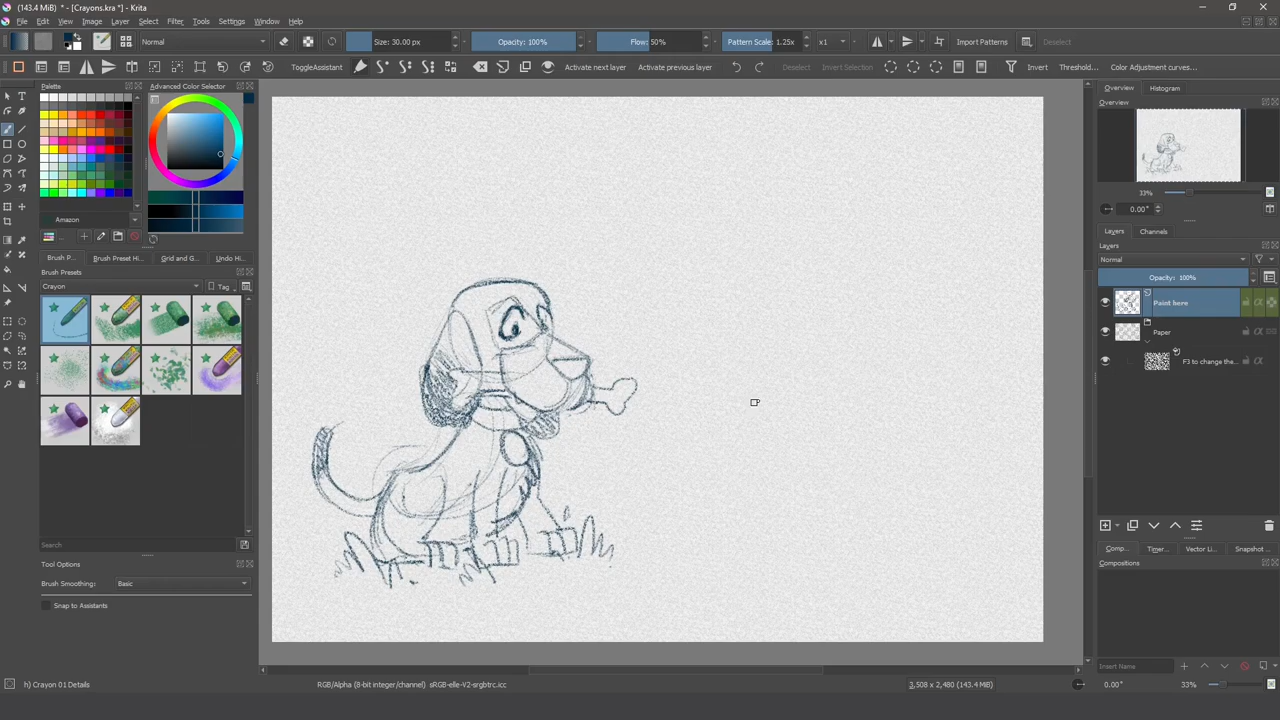 (143.4 MiB) * [Crayons.kra *] - Krita
File Edit View Image Layer Select Filter Tools Settings Window Help
Normal Size: 30.00 px Opacity: 100% Flow: 50% Pattern Scale: 1.25x x1 Import Patterns Deselect
ToggleAssistant Activate next layer Activate previous layer Deselect Invert Selection Invert Threshold... Color Adjustment curves...
Palette Advanced Color Selector Overview Histogram
Overview
33%
0.00°
Amazon
Layers Channels
Layers
Brush P... Brush Preset Hi... Grid and G... Undo Hi...
Normal
Brush Presets
Opacity: 100%
Crayon Tag
Paint here
Paper
F3 to change the...
Search
Comp... Timer... Vector Li... Snapshot ...
Tool Options
Compositions
Brush Smoothing: Basic
Snap to Assistants
Insert Name
h) Crayon 01 Details RGB/Alpha (8-bit integer/channel) sRGB-elle-V2-srgbtrc.icc 3,508 x 2,480 (143.4 MiB) 0.00° 33%